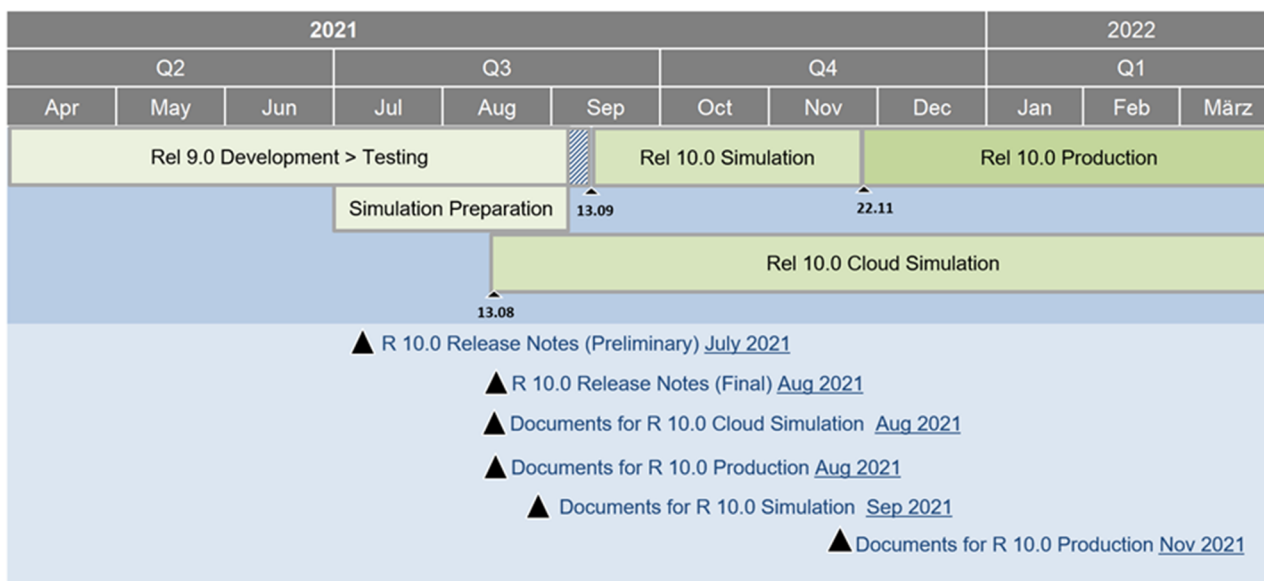 2021 2022
Q2 Q3 Q4 Q1
Apr May Jun Jul Aug Sep Oct Nov Dec Jan Feb März
Rel 9.0 Development > Testing Rel 10.0 Simulation Rel 10.0 Production
Simulation Preparation 13.09 22.11
Rel 10.0 Cloud Simulation
13.08
R 10.0 Release Notes (Preliminary) July 2021
R 10.0 Release Notes (Final) Aug 2021
Documents for R 10.0 Cloud Simulation Aug 2021
Documents for R 10.0 Production Aug 2021
Documents for R 10.0 Simulation Sep 2021
Documents for R 10.0 Production Nov 2021